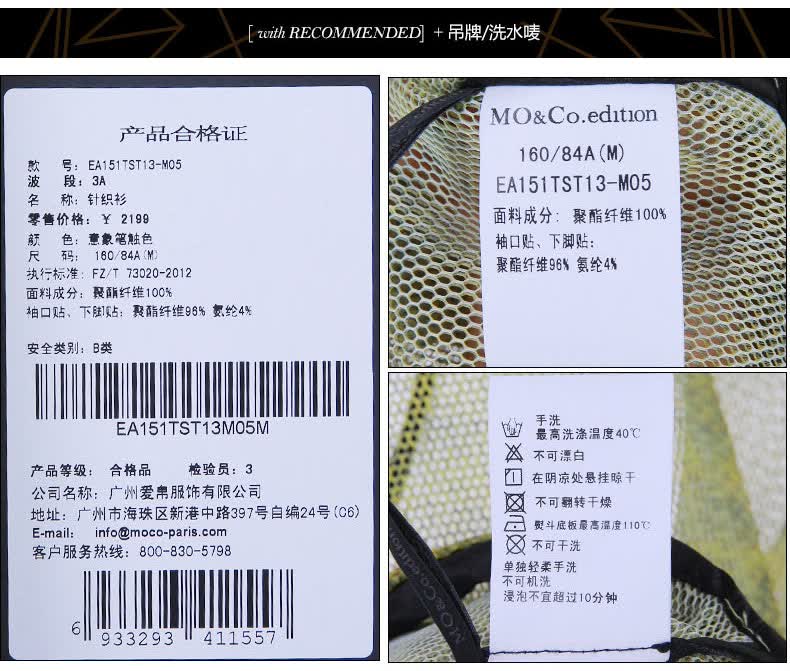 [ with RECOMMENDED] + 吊牌/洗水唛
产品合格证
款 号: EA151TST13-M05
波 段: 3A
名 称: 针织衫
零售价格: ¥ 2199
颜 色: 意象笔触色
尺 码: 160/84A(M)
执行标准: FZ/T 73020-2012
面料成分: 聚酯纤维100%
袖口贴、下脚贴: 聚酯纤维96% 氨纶4%
安全类别: B类
EA151TST13M05M
产品等级: 合格品 检验员: 3
公司名称: 广州爱帛服饰有限公司
地址: 广州市海珠区新港中路397号自编24号(C6)
E-mail: info@moco-paris.com
客户服务热线: 800-830-5798
6 933293 411557
MO&Co.edition
160/84A(M)
EA151TST13-M05
面料成分: 聚酯纤维100%
袖口贴、下脚贴:
聚酯纤维96% 氨纶4%
手洗
最高洗涤温度40℃
不可漂白
在阴凉处悬挂晾干
不可翻转干燥
熨斗底板最高温度110℃
不可干洗
单独轻柔手洗
不可机洗
浸泡不宜超过10分钟
MO&Co.edition